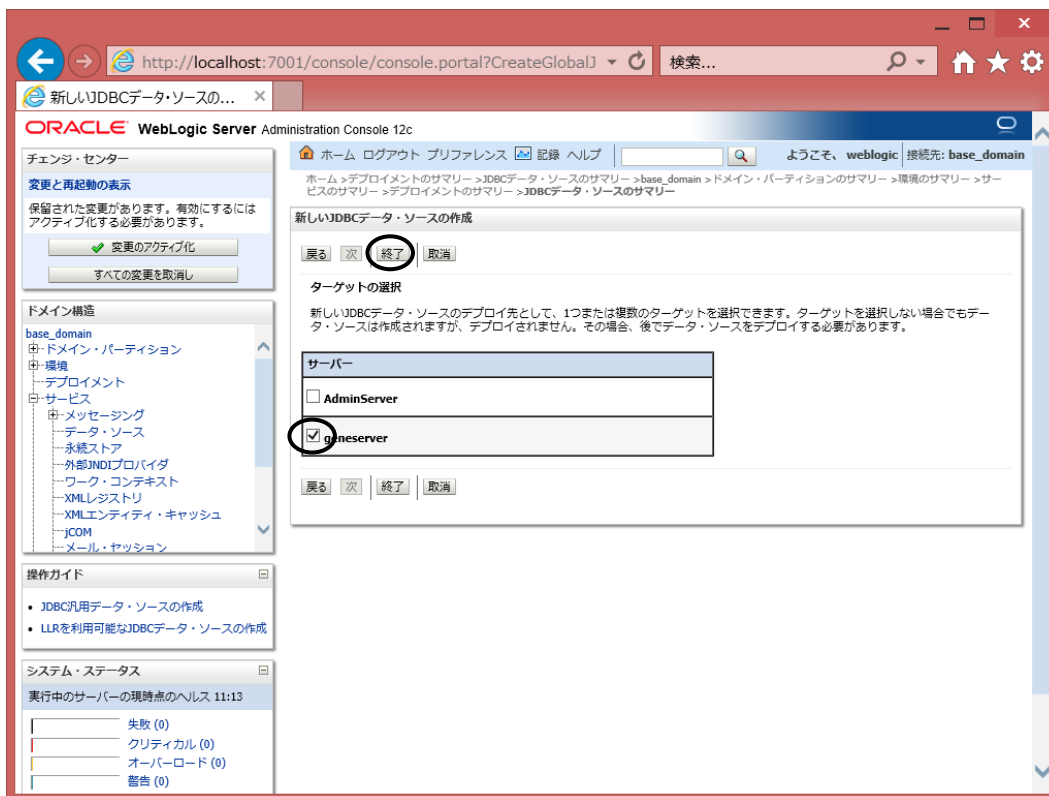 http://localhost:7001/console/console.portal?CreateGlobalJ
検索...
新しいJDBCデータ・ソースの...
ORACLE WebLogic Server Administration Console 12c
チェンジ・センター
変更と再起動の表示
保留された変更があります。有効にするには
アクティブ化する必要があります。
変更のアクティブ化
すべての変更を取消し
ドメイン構造
base_domain
ドメイン・パーティション
環境
デプロイメント
サービス
メッセージング
データ・ソース
永続ストア
外部JNDIプロバイダ
ワーク・コンテキスト
XMLレジストリ
XMLエンティティ・キャッシュ
jCOM
メール・セッション
操作ガイド
JDBC汎用データ・ソースの作成
LLRを利用可能なJDBCデータ・ソースの作成
システム・ステータス
実行中のサーバーの現時点のヘルス 11:13
失敗 (0)
クリティカル (0)
オーバーロード (0)
警告 (0)
ホーム ログアウト プリファレンス 記録 ヘルプ
ようこそ、 weblogic 接続先: base_domain
ホーム >デプロイメントのサマリー >JDBCデータ・ソースのサマリー >base_domain >ドメイン・パーティションのサマリー >環境のサマリー >サー
ビスのサマリー >デプロイメントのサマリー >JDBCデータ・ソースのサマリー
新しいJDBCデータ・ソースの作成
戻る 次 終了 取消
ターゲットの選択
新しいJDBCデータ・ソースのデプロイ先として、1つまたは複数のターゲットを選択できます。ターゲットを選択しない場合でもデー
タ・ソースは作成されますが、デプロイされません。その場合、後でデータ・ソースをデプロイする必要があります。
サーバー
AdminServer
geneserver
戻る 次 終了 取消